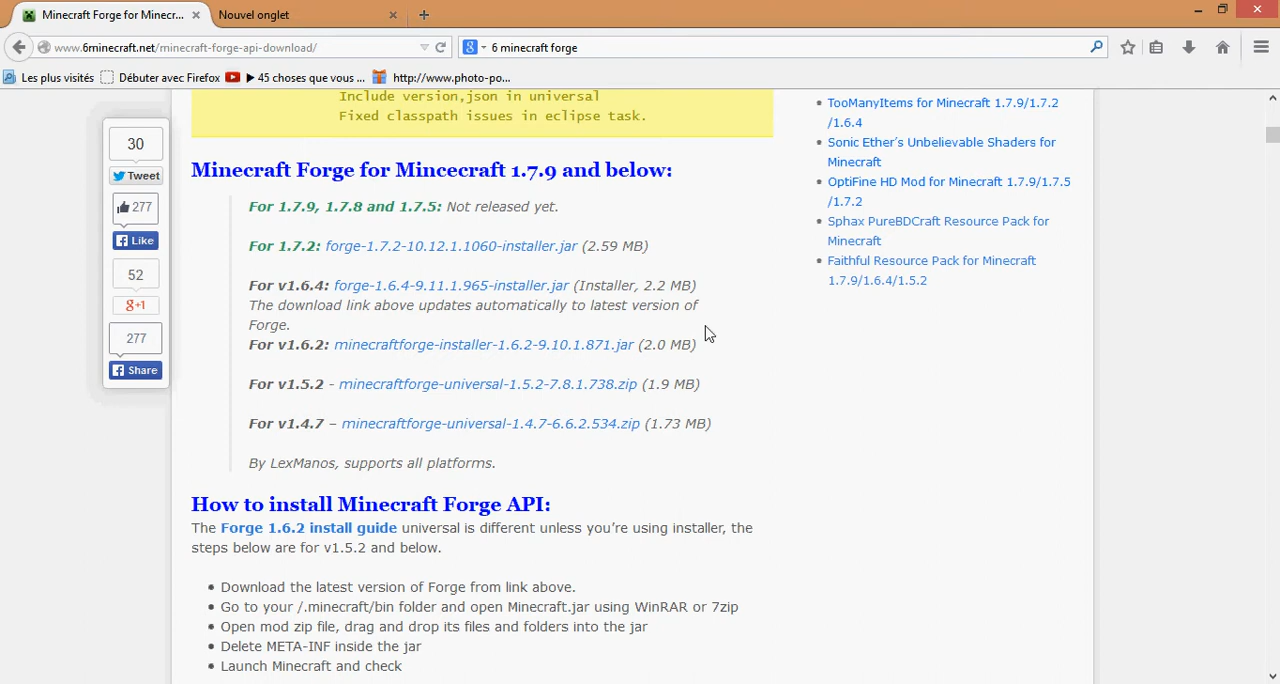 Minecraft Forge for Minecr...
Nouvel onglet
www.6minecraft.net/minecraft-forge-api-download/
6 minecraft forge
Les plus visités
Débuter avec Firefox
45 choses que vous ...
http://www.photo-po...
Include version,json in universal
Fixed classpath issues in eclipse task.
Minecraft Forge for Mincecraft 1.7.9 and below:
For 1.7.9, 1.7.8 and 1.7.5: Not released yet.
For 1.7.2: forge-1.7.2-10.12.1.1060-installer.jar (2.59 MB)
For v1.6.4: forge-1.6.4-9.11.1.965-installer.jar (Installer, 2.2 MB)
The download link above updates automatically to latest version of
Forge.
For v1.6.2: minecraftforge-installer-1.6.2-9.10.1.871.jar (2.0 MB)
For v1.5.2 - minecraftforge-universal-1.5.2-7.8.1.738.zip (1.9 MB)
For v1.4.7 – minecraftforge-universal-1.4.7-6.6.2.534.zip (1.73 MB)
By LexManos, supports all platforms.
How to install Minecraft Forge API:
The Forge 1.6.2 install guide universal is different unless you're using installer, the
steps below are for v1.5.2 and below.
Download the latest version of Forge from link above.
Go to your /.minecraft/bin folder and open Minecraft.jar using WinRAR or 7zip
Open mod zip file, drag and drop its files and folders into the jar
Delete META-INF inside the jar
Launch Minecraft and check
30
Tweet
277
Like
52
g+1
277
Share
TooManyItems for Minecraft 1.7.9/1.7.2
/1.6.4
Sonic Ether's Unbelievable Shaders for
Minecraft
OptiFine HD Mod for Minecraft 1.7.9/1.7.5
/1.7.2
Sphax PureBDCraft Resource Pack for
Minecraft
Faithful Resource Pack for Minecraft
1.7.9/1.6.4/1.5.2